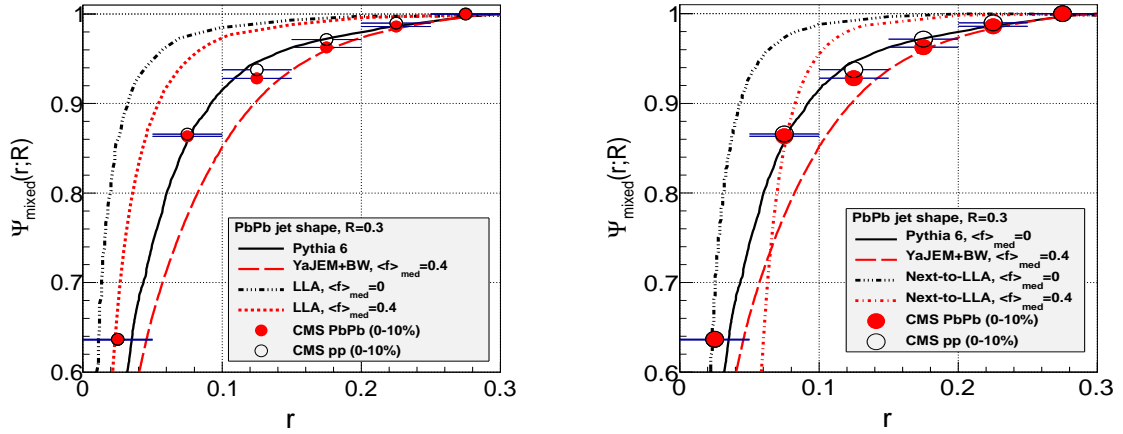 Ψmixed(r;R)
1
0.9
0.8
0.7
0.6
PbPb jet shape, R=0.3
Pythia 6
YaJEM+BW, <f>med=0.4
LLA, <f>med=0
LLA, <f>med=0.4
CMS PbPb (0-10%)
CMS pp (0-10%)
0 0.1 0.2 0.3
r
Ψmixed(r;R)
1
0.9
0.8
0.7
0.6
PbPb jet shape, R=0.3
Pythia 6, <f>med=0
YaJEM+BW, <f>med=0.4
Next-to-LLA, <f>med=0
Next-to-LLA, <f>med=0.4
CMS PbPb (0-10%)
CMS pp (0-10%)
0 0.1 0.2 0.3
r